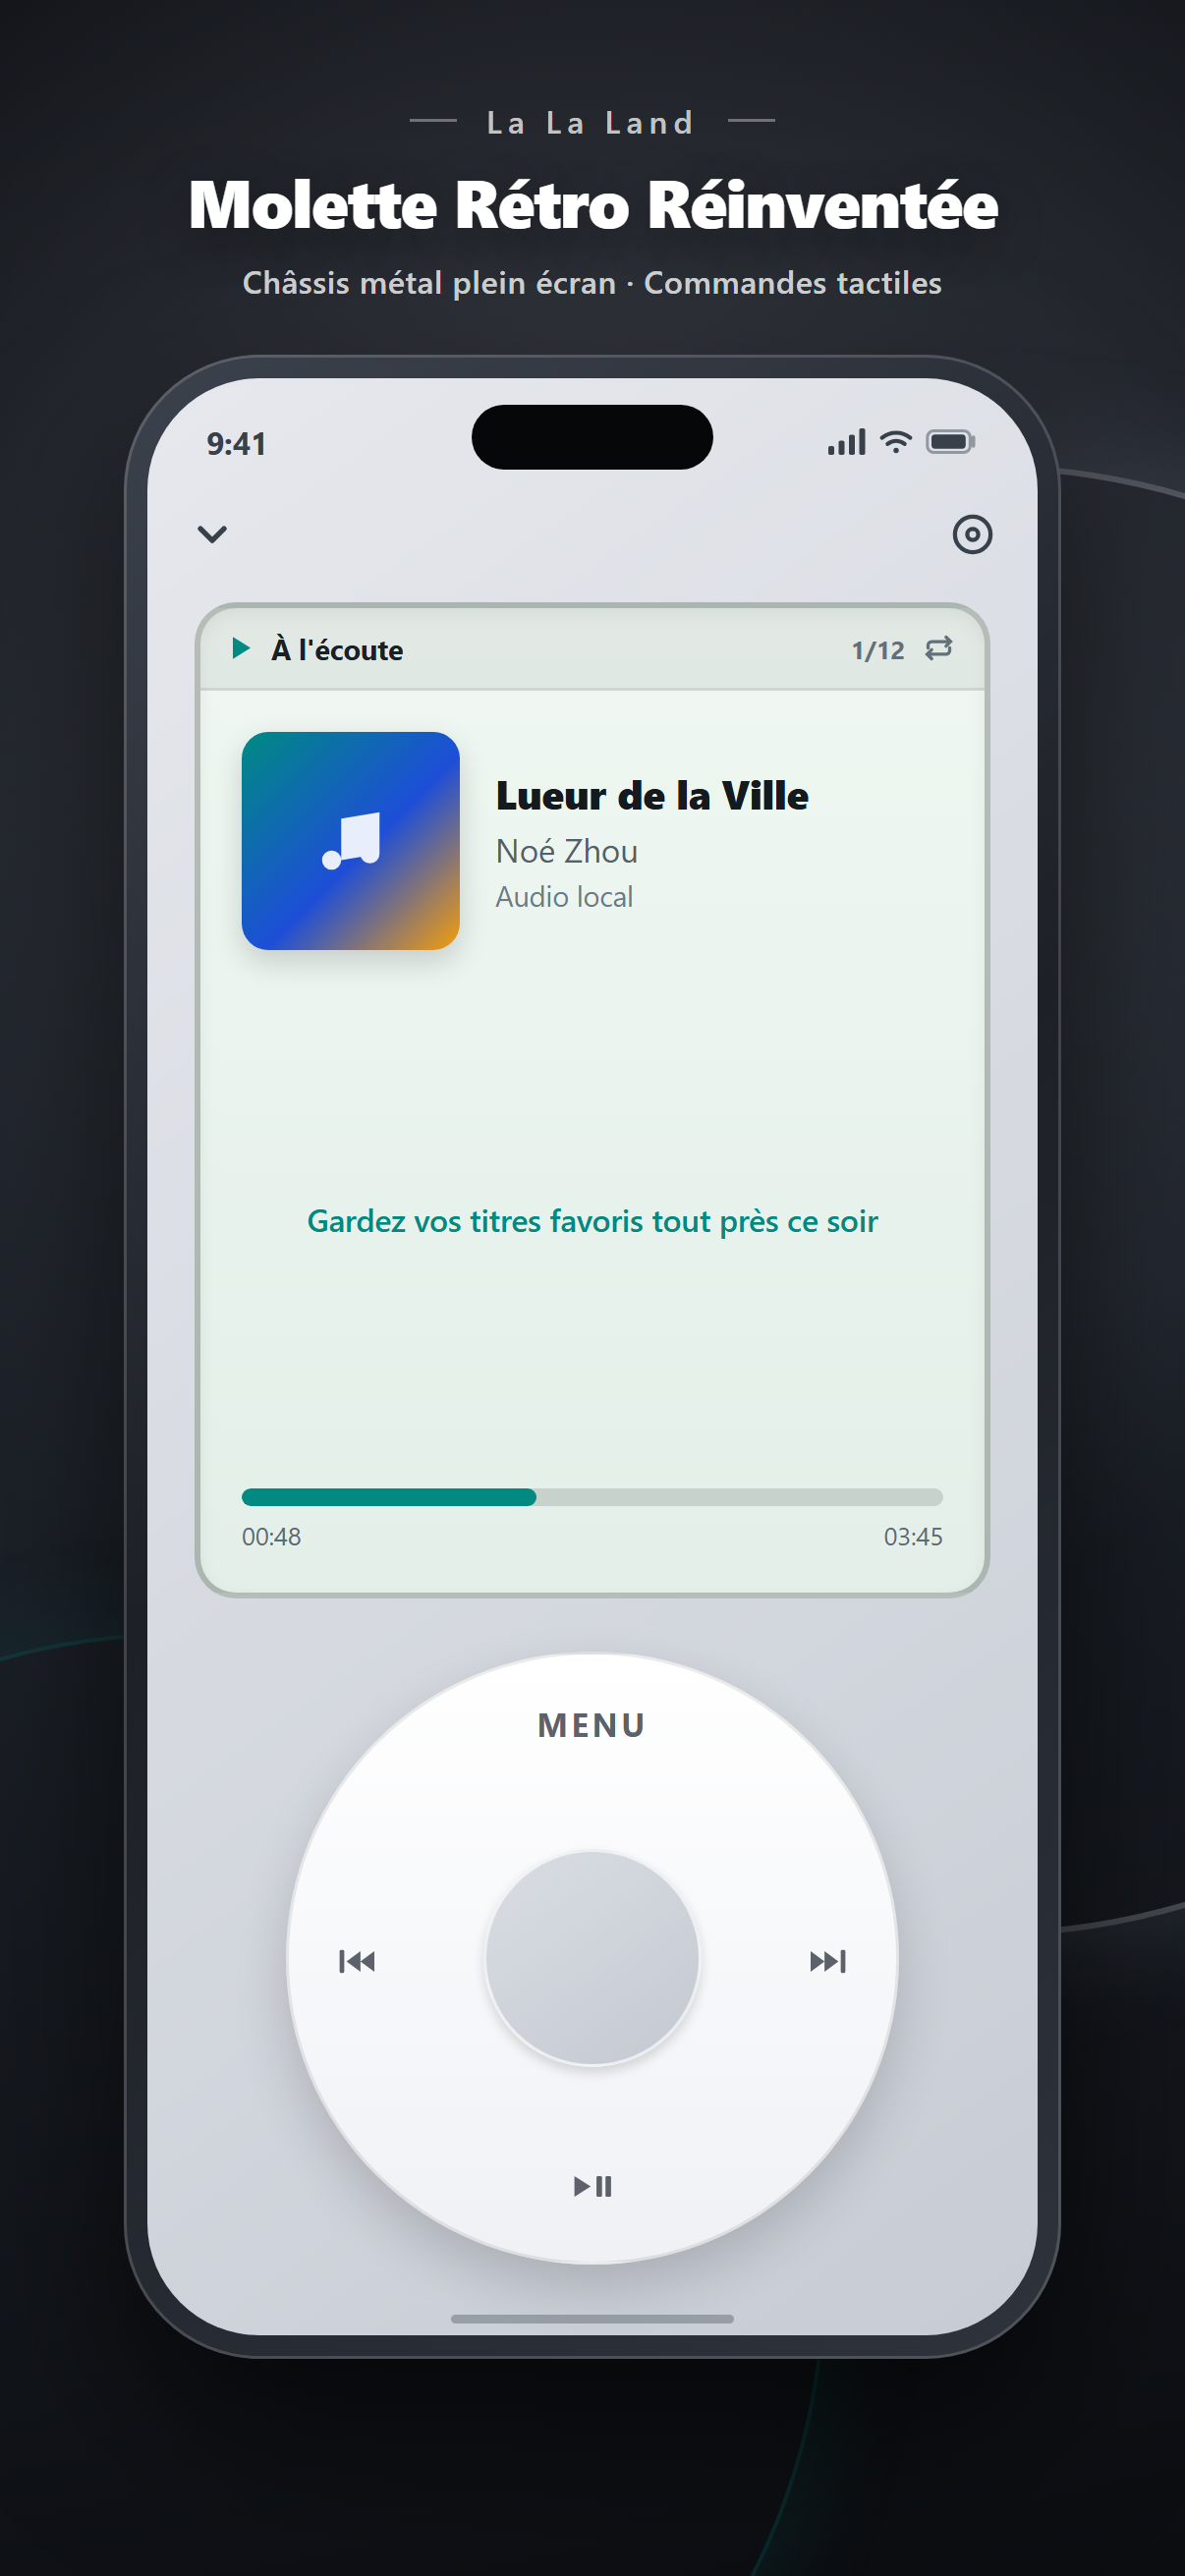 La La Land
Molette Rétro Réinventée
Châssis métal plein écran · Commandes tactiles
9:41
À l'écoute
1/12
Lueur de la Ville
Noé Zhou
Audio local
Gardez vos titres favoris tout près ce soir
00:48
03:45
MENU